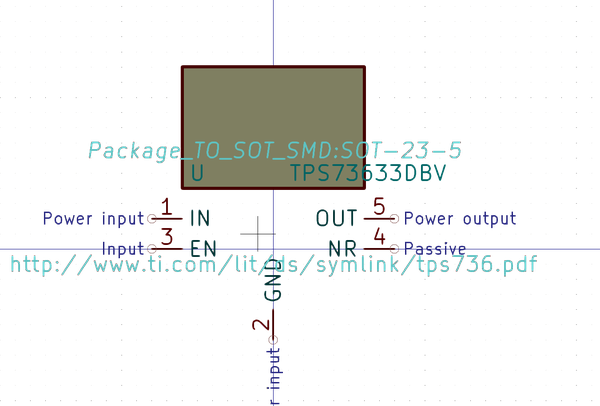 Package_TO_SOT_SMD:SOT-23-5
U TPS73633DBV
Power input 1 IN OUT 5 Power output
Input 3 EN NR 4 Passive
http://www.ti.com/lit/ds/symlink/tps736.pdf
GND
2
input